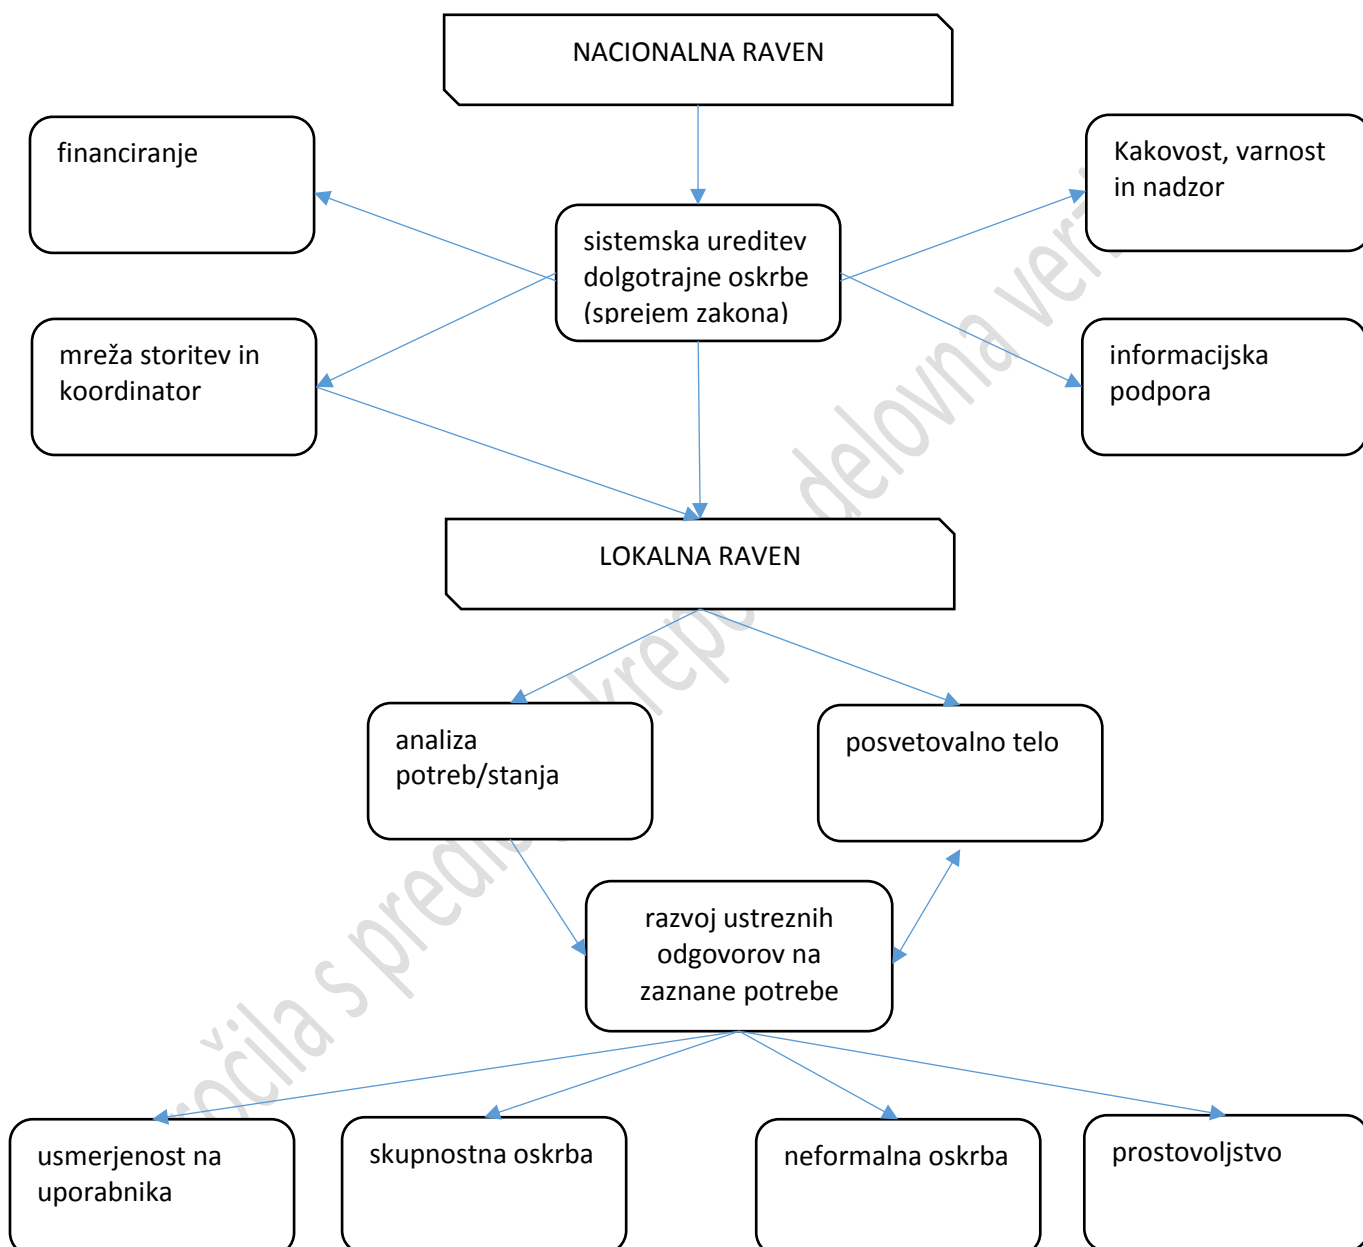 NACIONALNA RAVEN
financiranje
Kakovost, varnost
in nadzor
sistemska ureditev
dolgotrajne oskrbe
(sprejem zakona)
mreža storitev in
koordinator
informacijska
podpora
LOKALNA RAVEN
analiza
potreb/stanja
posvetovalno telo
razvoj ustreznih
odgovorov na
zaznane potrebe
usmerjenost na
uporabnika
skupnostna oskrba
neformalna oskrba
prostovoljstvo
delovna